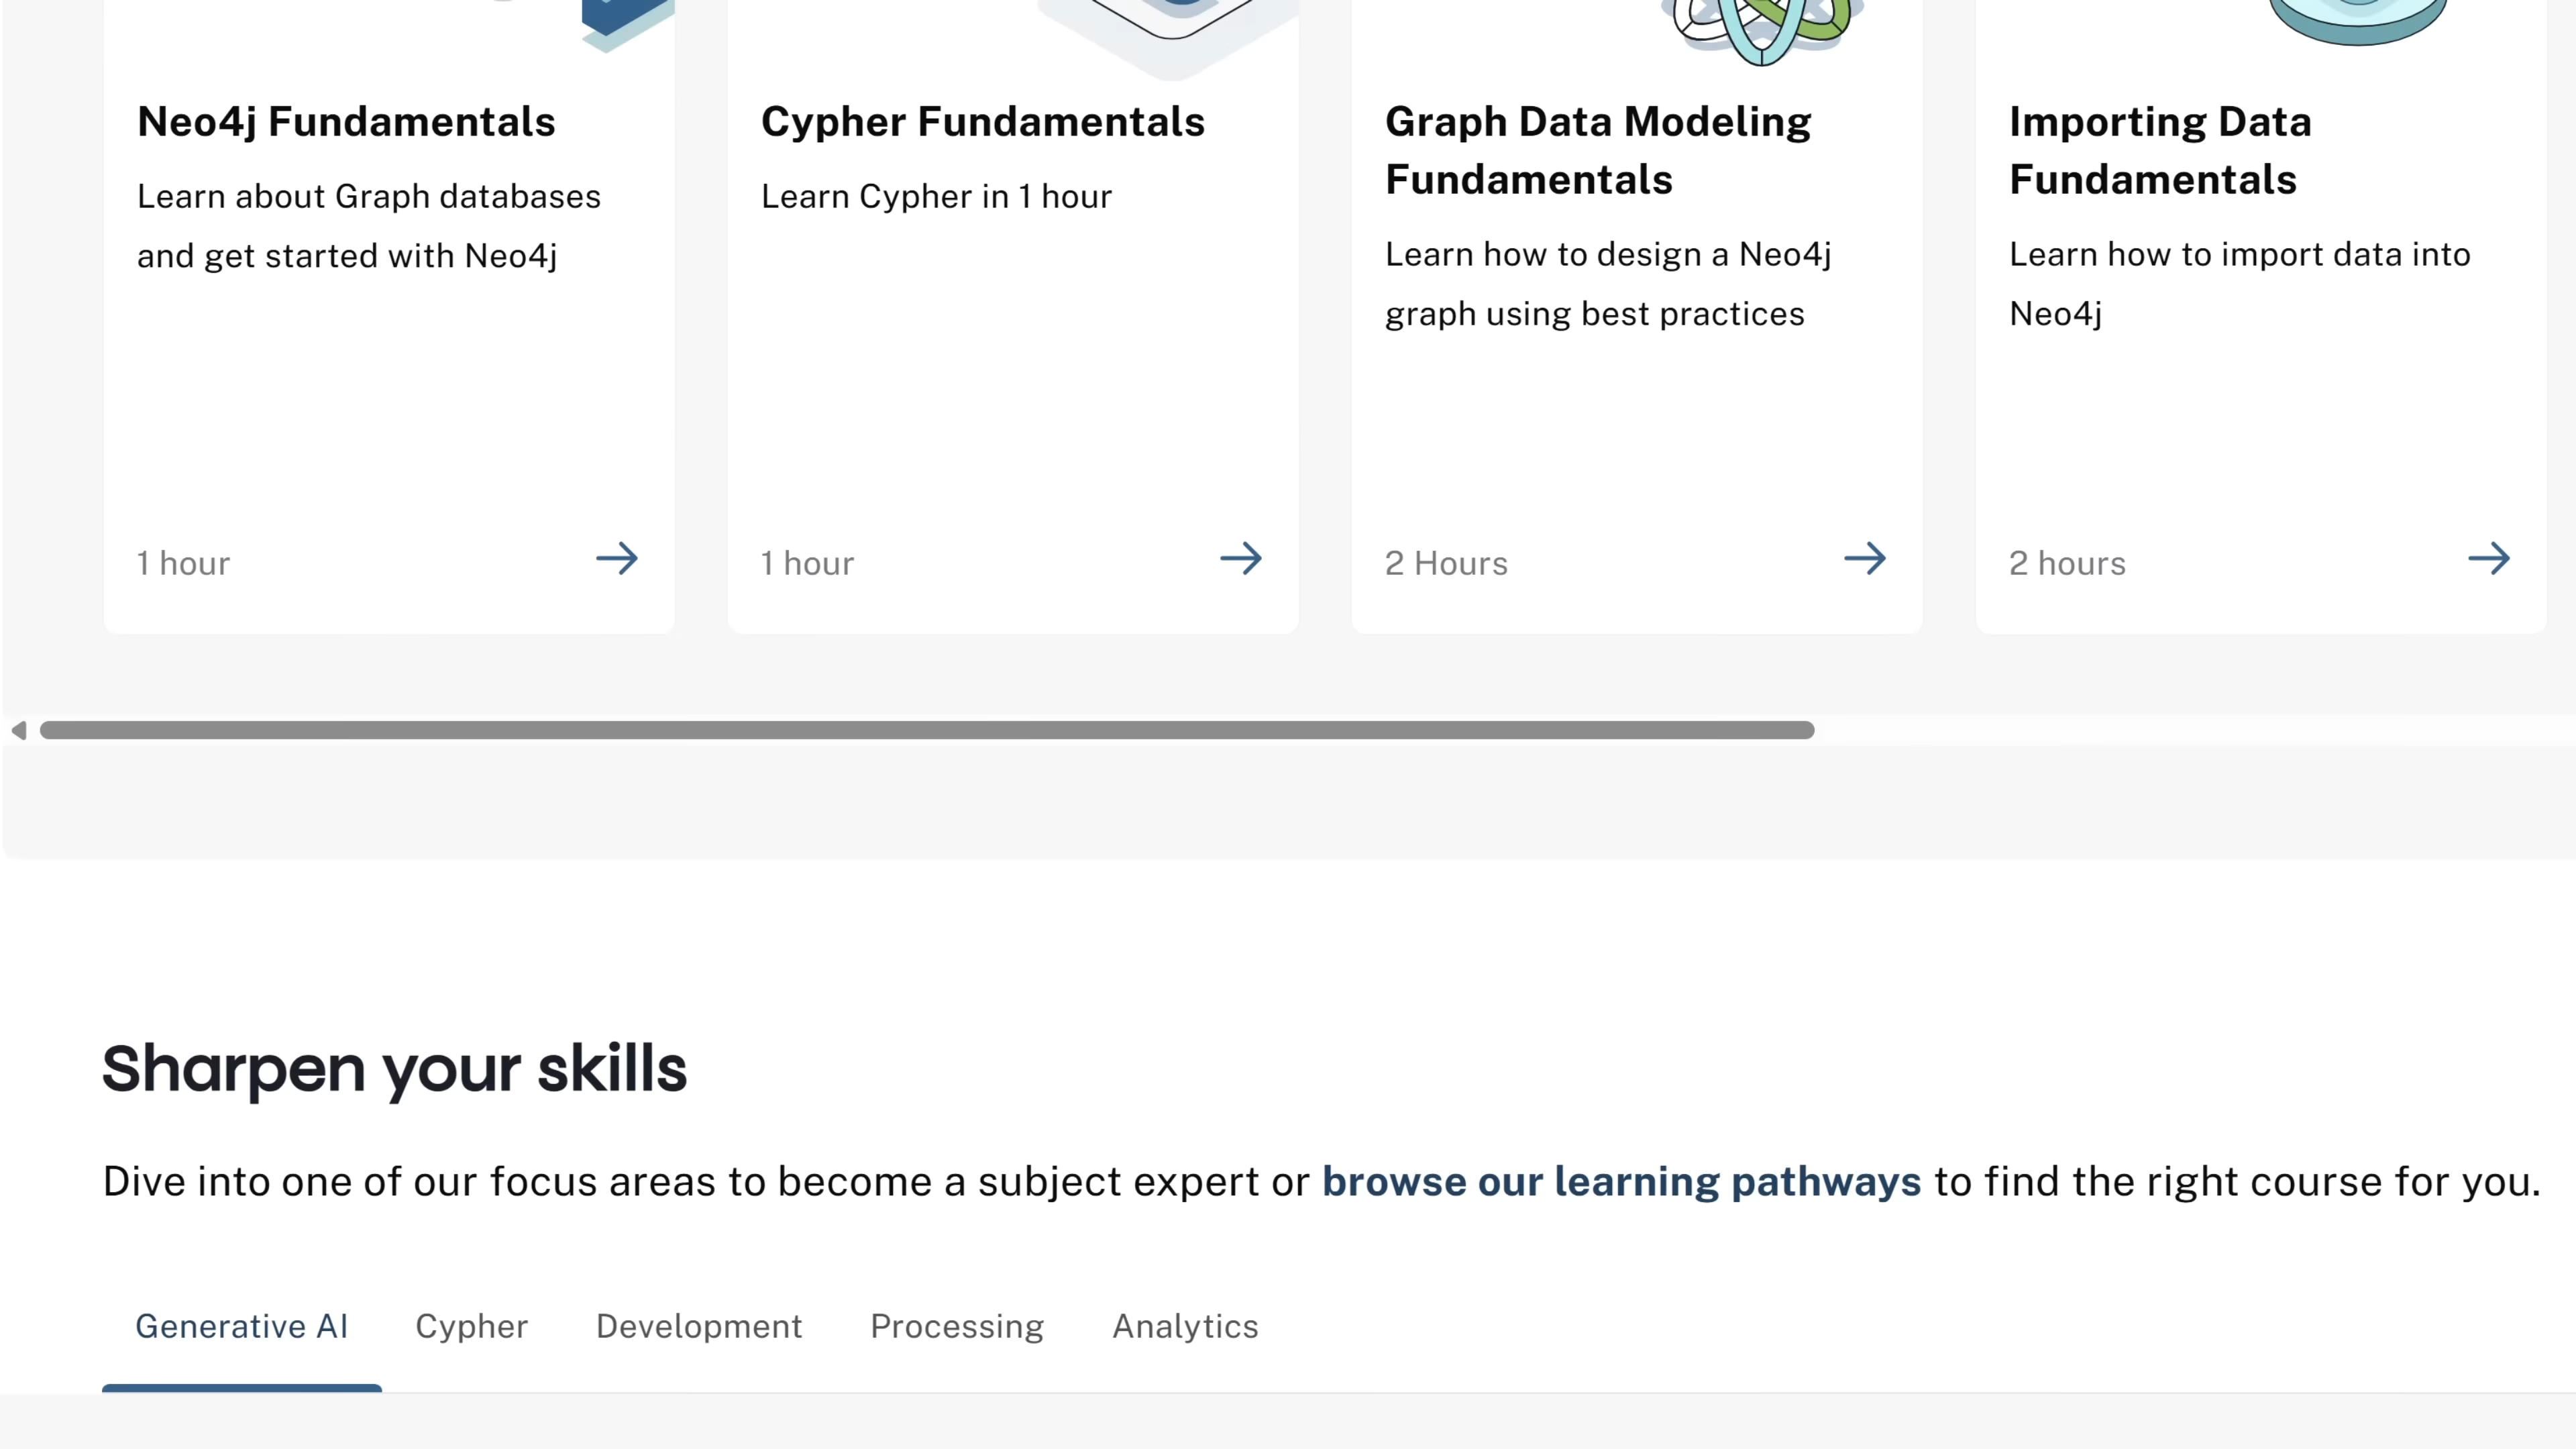 Neo4j Fundamentals
Learn about Graph databases
and get started with Neo4j
1 hour
Cypher Fundamentals
Learn Cypher in 1 hour
1 hour
Graph Data Modeling
Fundamentals
Learn how to design a Neo4j
graph using best practices
2 Hours
Importing Data
Fundamentals
Learn how to import data into
Neo4j
2 hours
Sharpen your skills
Dive into one of our focus areas to become a subject expert or browse our learning pathways to find the right course for you.
Generative AI Cypher Development Processing Analytics